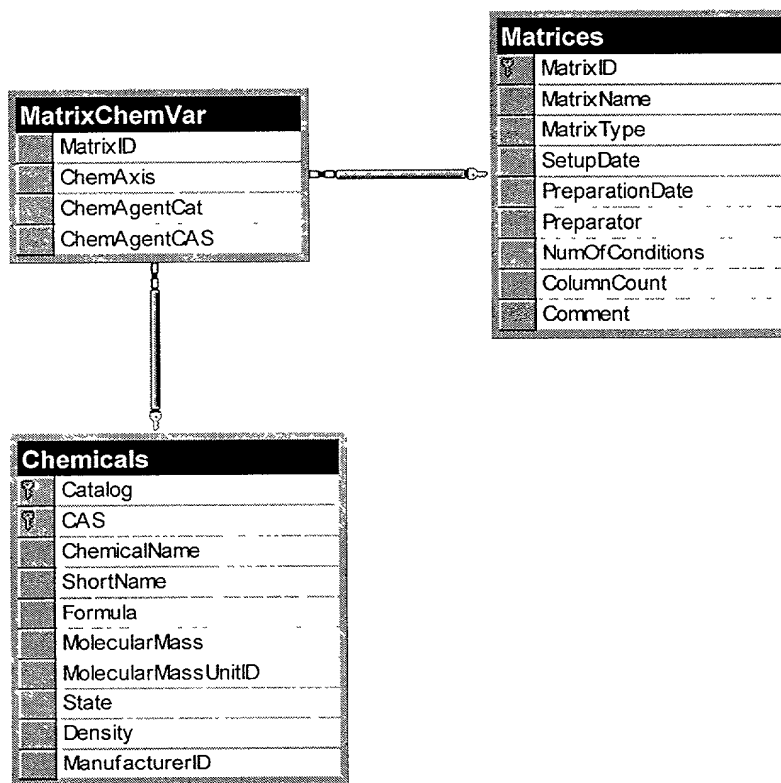 Matrices
MatrixID
MatrixName
MatrixType
SetupDate
PreparationDate
Preparator
NumOfConditions
ColumnCount
Comment
MatrixChemVar
MatrixID
ChemAxis
ChemAgentCat
ChemAgentCAS
Chemicals
Catalog
CAS
ChemicalName
ShortName
Formula
MolecularMass
MolecularMassUnitID
State
Density
ManufacturerID